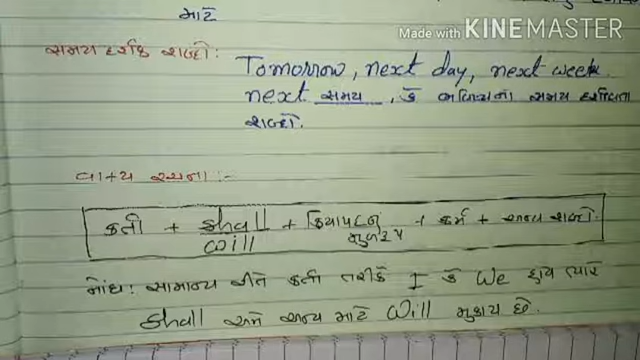 માટે
Made with KINEMASTER
સમય દર્શક શબ્દો: Tomorrow, next day, next week
next સમય, કે ભવિષ્યના સમય દર્શાવતા
શબ્દો.
વાક્ય રચના :-
કર્તા + Shall + ક્રિયાપદનું + કર્મ + અન્ય શબ્દો.
Will મુળરૂપ
નોંધ: સામાન્ય રીતે કર્તા તરીકે I કે We હોય ત્યારે
Shall અને અન્ય માટે Will મુકાય છે.